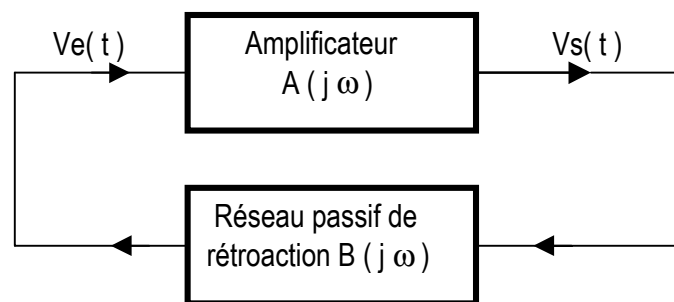 Ve( t )
Amplificateur
A ( j ω )
Vs( t )
Réseau passif de
rétroaction B ( j ω )